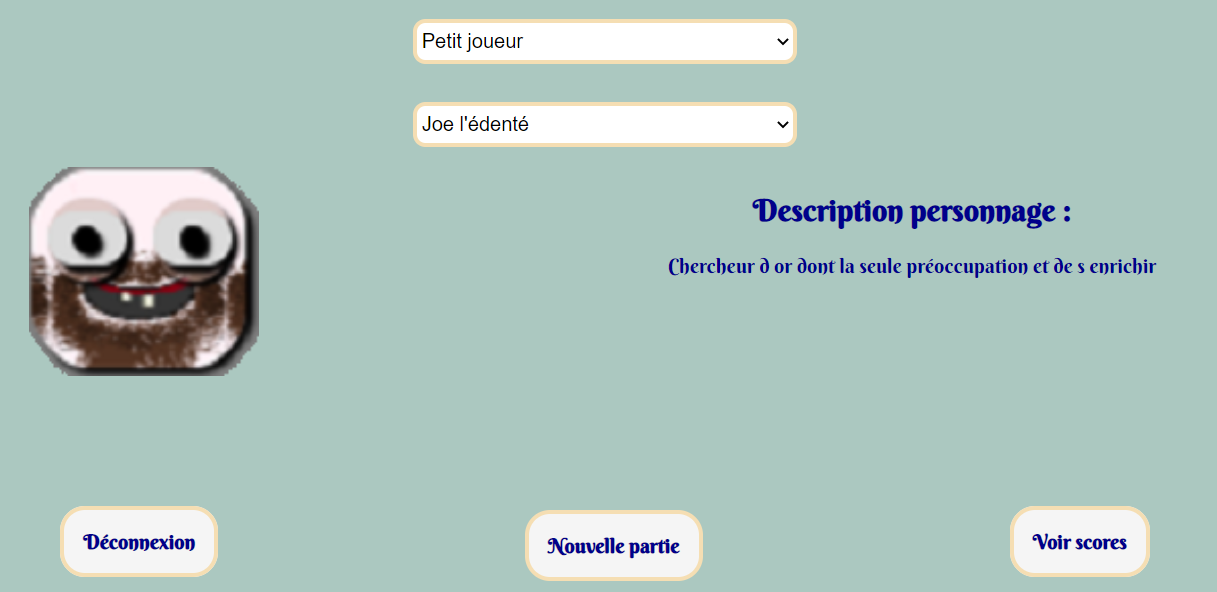 Petit joueur
Joe l'édenté
Description personnage :
Chercheur d or dont la seule préoccupation et de s enrichir
Déconnexion
Nouvelle partie
Voir scores